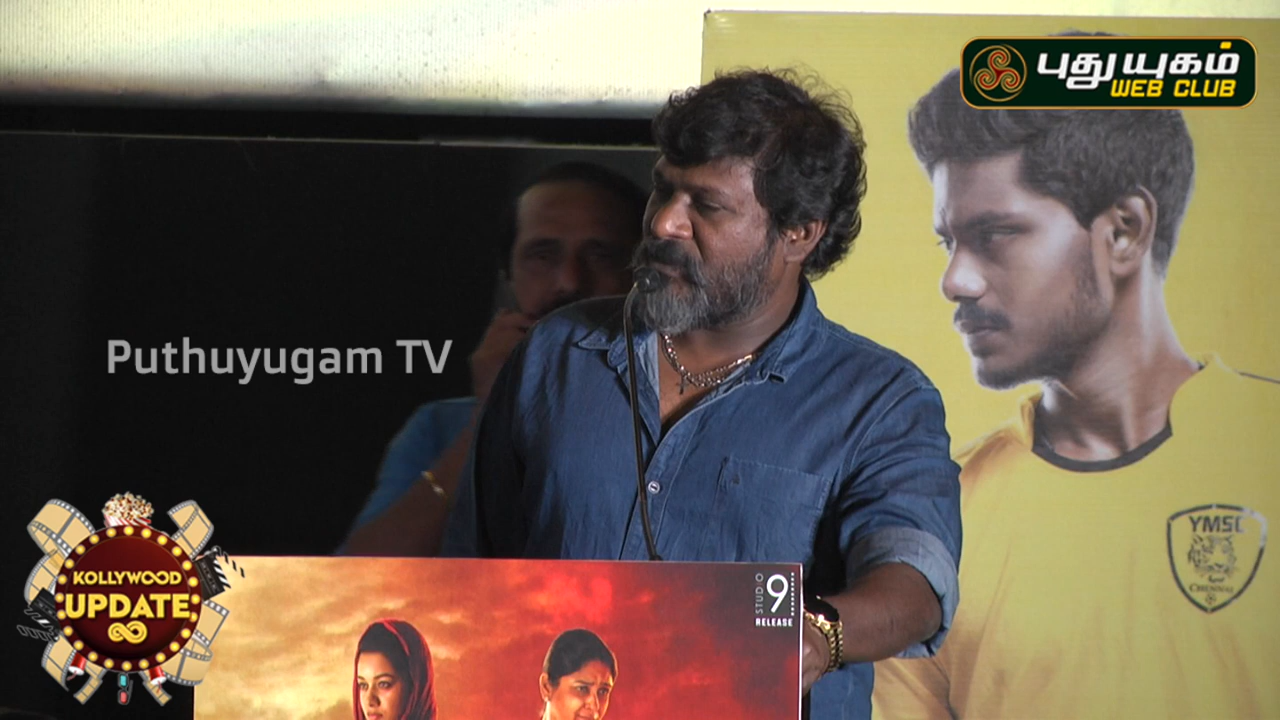 புதுயுகம்
WEB CLUB
Puthuyugam TV
KOLLYWOOD
UPDATE
STUDIO 9
RELEASE
YMSC
CHENNAI